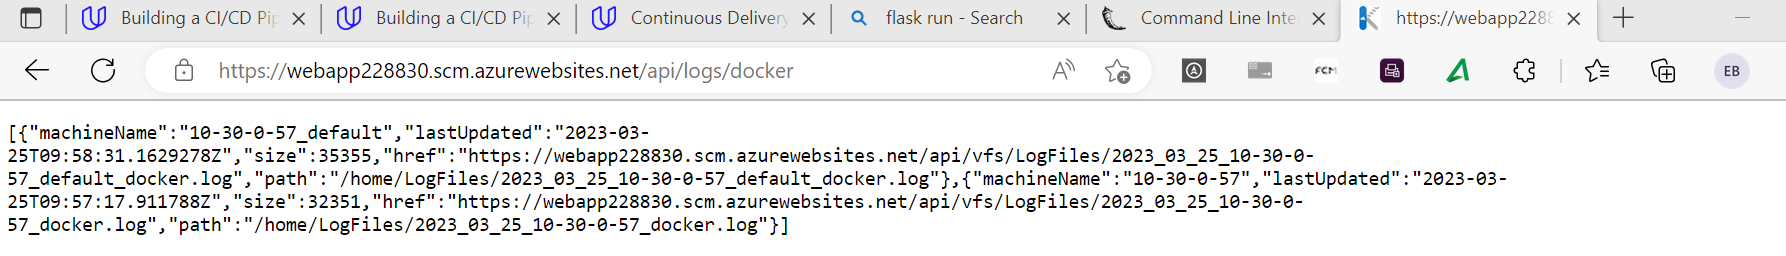 Building a CI/CD Pip
Building a CI/CD Pip
Continuous Delivery
flask run - Search
Command Line Inte
https://webapp228
https://webapp228830.scm.azurewebsites.net/api/logs/docker
A
FCM
EB
[{"machineName":"10-30-0-57_default","lastUpdated":"2023-03-
25T09:58:31.1629278Z","size":35355,"href":"https://webapp228830.scm.azurewebsites.net/api/vfs/LogFiles/2023_03_25_10-30-0-
57_default_docker.log","path":"/home/LogFiles/2023_03_25_10-30-0-57_default_docker.log"},{"machineName":"10-30-0-57","lastUpdated":"2023-03-
25T09:57:17.911788Z","size":32351,"href":"https://webapp228830.scm.azurewebsites.net/api/vfs/LogFiles/2023_03_25_10-30-0-
57_docker.log","path":"/home/LogFiles/2023_03_25_10-30-0-57_docker.log"}]